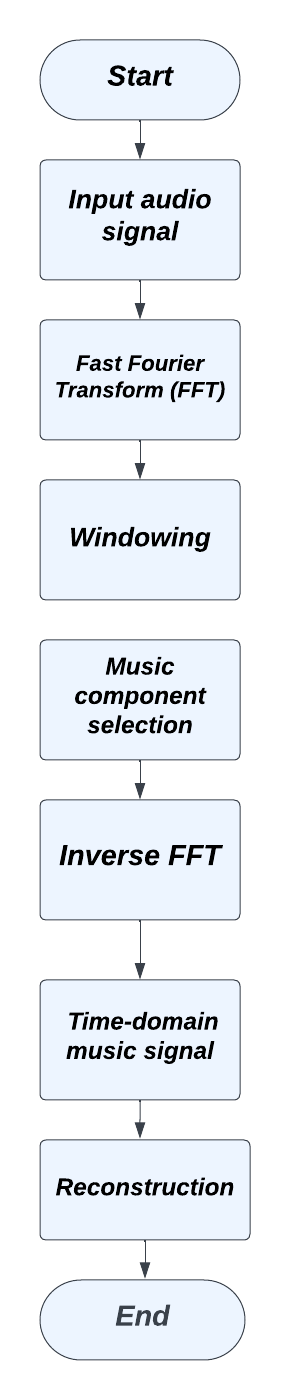 Start
Input audio
signal
Fast Fourier
Transform (FFT)
Windowing
Music
component
selection
Inverse FFT
Time-domain
music signal
Reconstruction
End